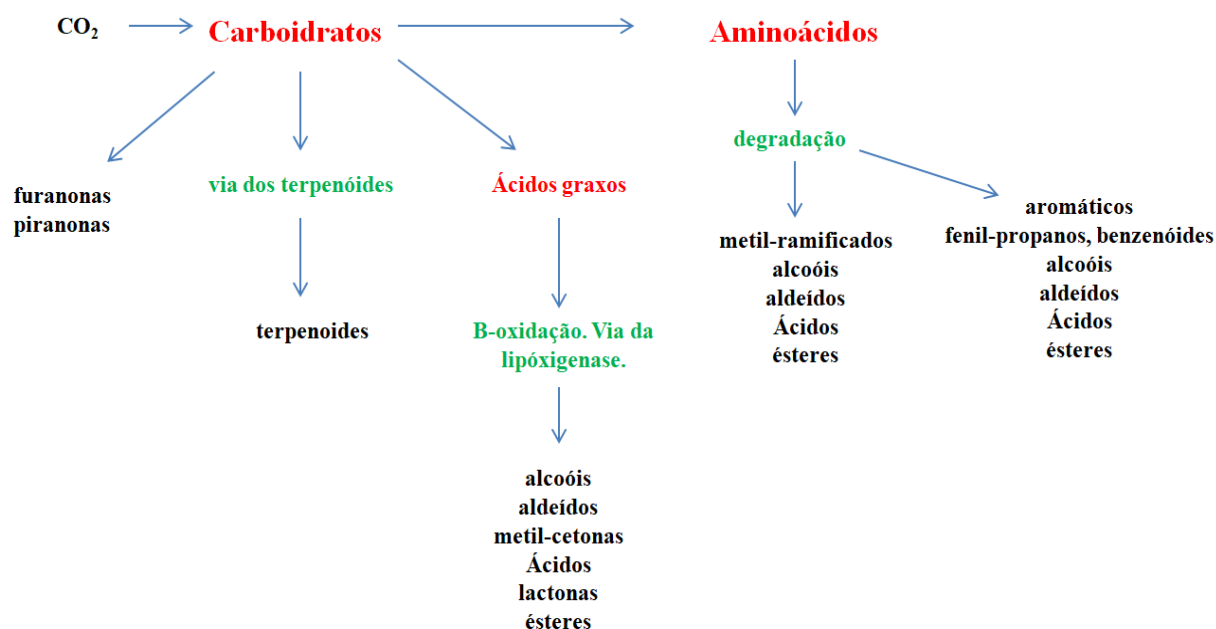 CO₂
Carboidratos
Aminoácidos
degradação
furanonas
piranonas
via dos terpenóides
Ácidos graxos
metil-ramificados
alcoóis
aldeídos
Ácidos
ésteres
aromáticos
fenil-propanos, benzenóides
alcoóis
aldeídos
Ácidos
ésteres
terpenoides
B-oxidação. Via da
lipóxigenase.
alcoóis
aldeídos
metil-cetonas
Ácidos
lactonas
ésteres